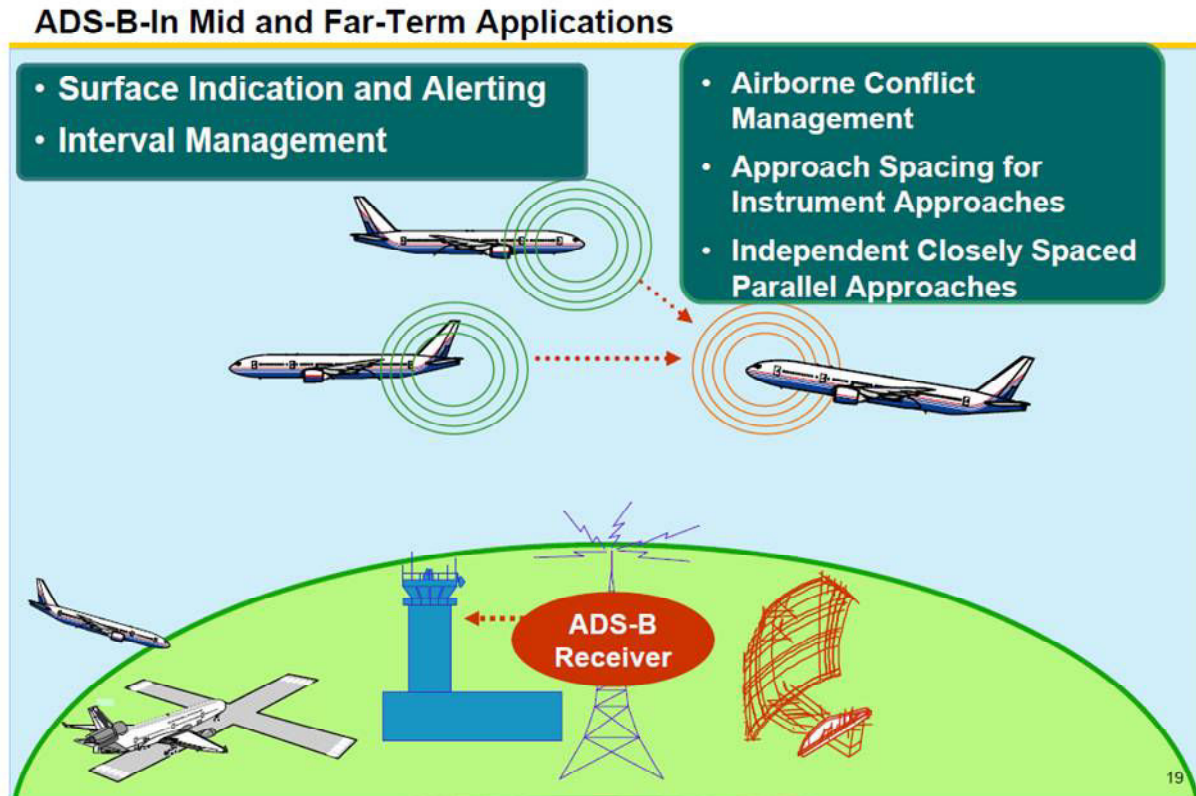 ADS-B-In Mid and Far-Term Applications
• Surface Indication and Alerting
• Interval Management
• Airborne Conflict
Management
• Approach Spacing for
Instrument Approaches
• Independent Closely Spaced
Parallel Approaches
ADS-B
Receiver
19